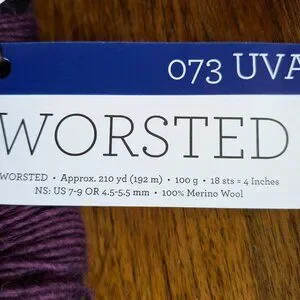 073 UVA
WORSTED
WORSTED • Approx. 210 yd (192 m) • 100 g • 18 sts = 4 Inches
NS: US 7-9 OR 4.5-5.5 mm • 100% Merino Wool